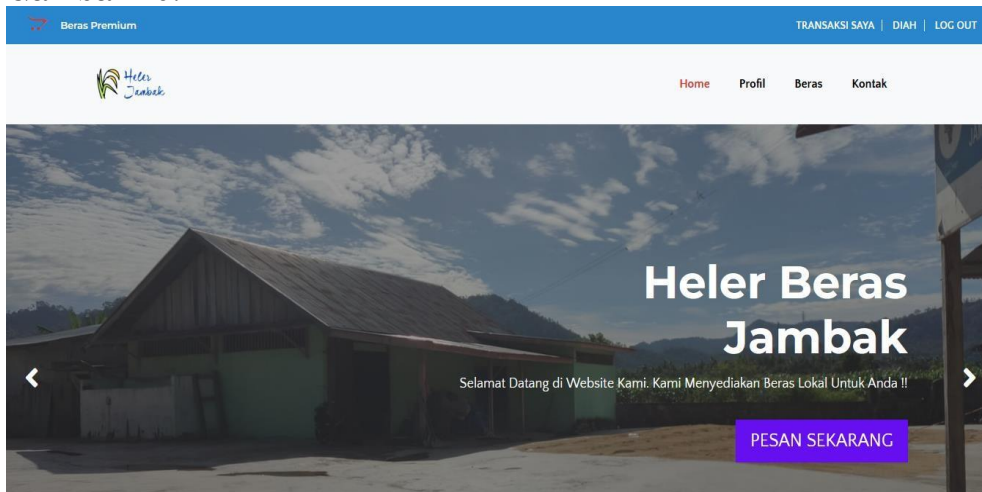 Beras Premium
TRANSAKSI SAYA | DIAH | LOG OUT
Heler
Jambak
Home Profil Beras Kontak
Heler Beras
Jambak
Selamat Datang di Website Kami. Kami Menyediakan Beras Lokal Untuk Anda !!
PESAN SEKARANG